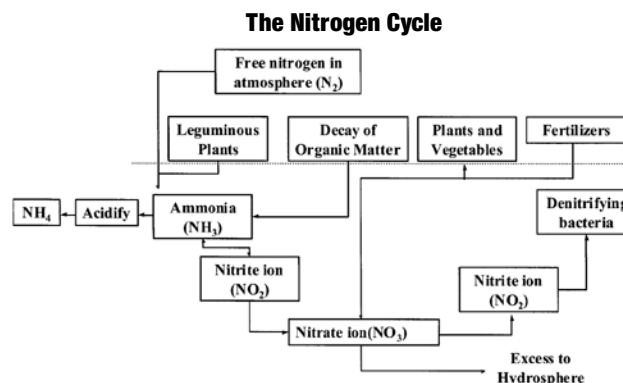 The Nitrogen Cycle
Free nitrogen in
atmosphere (N₂)
Leguminous
Plants
Decay of
Organic Matter
Plants and
Vegetables
Fertilizers
NH₄
Acidify
Ammonia
(NH₃)
Denitrifying
bacteria
Nitrite ion
(NO₂)
Nitrite ion
(NO₂)
Nitrate ion(NO₃)
Excess to
Hydrosphere